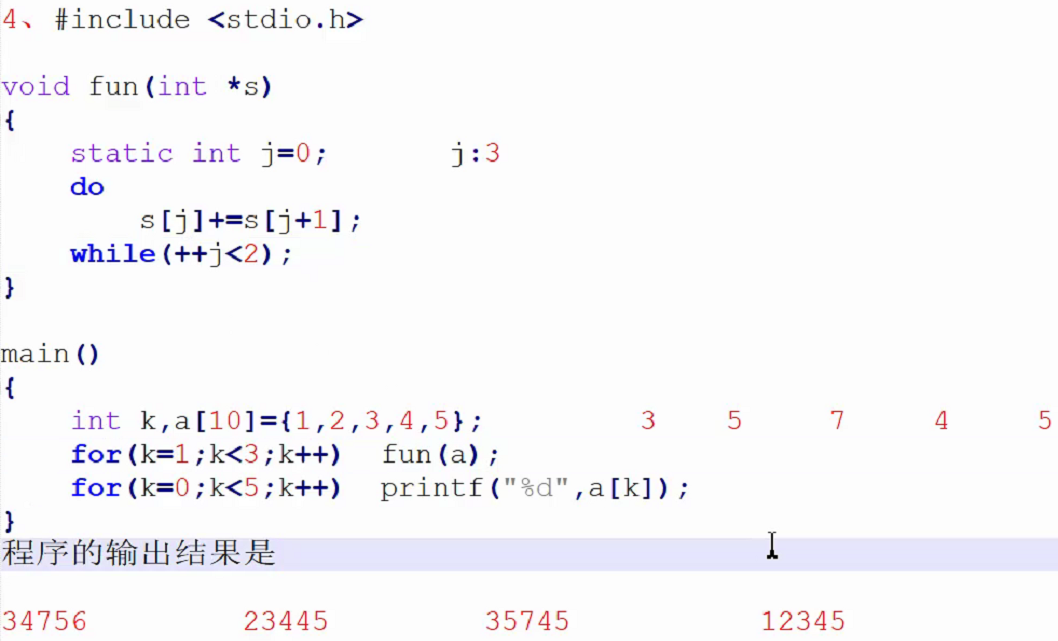 4、#include <stdio.h>
void fun(int *s)
{
static int j=0; j:3
do
s[j]+=s[j+1];
while(++j<2);
}
main()
{
int k,a[10]={1,2,3,4,5}; 3 5 7 4 5
for(k=1;k<3;k++) fun(a);
for(k=0;k<5;k++) printf("%d",a[k]);
}
程序的输出结果是
34756 23445 35745 12345